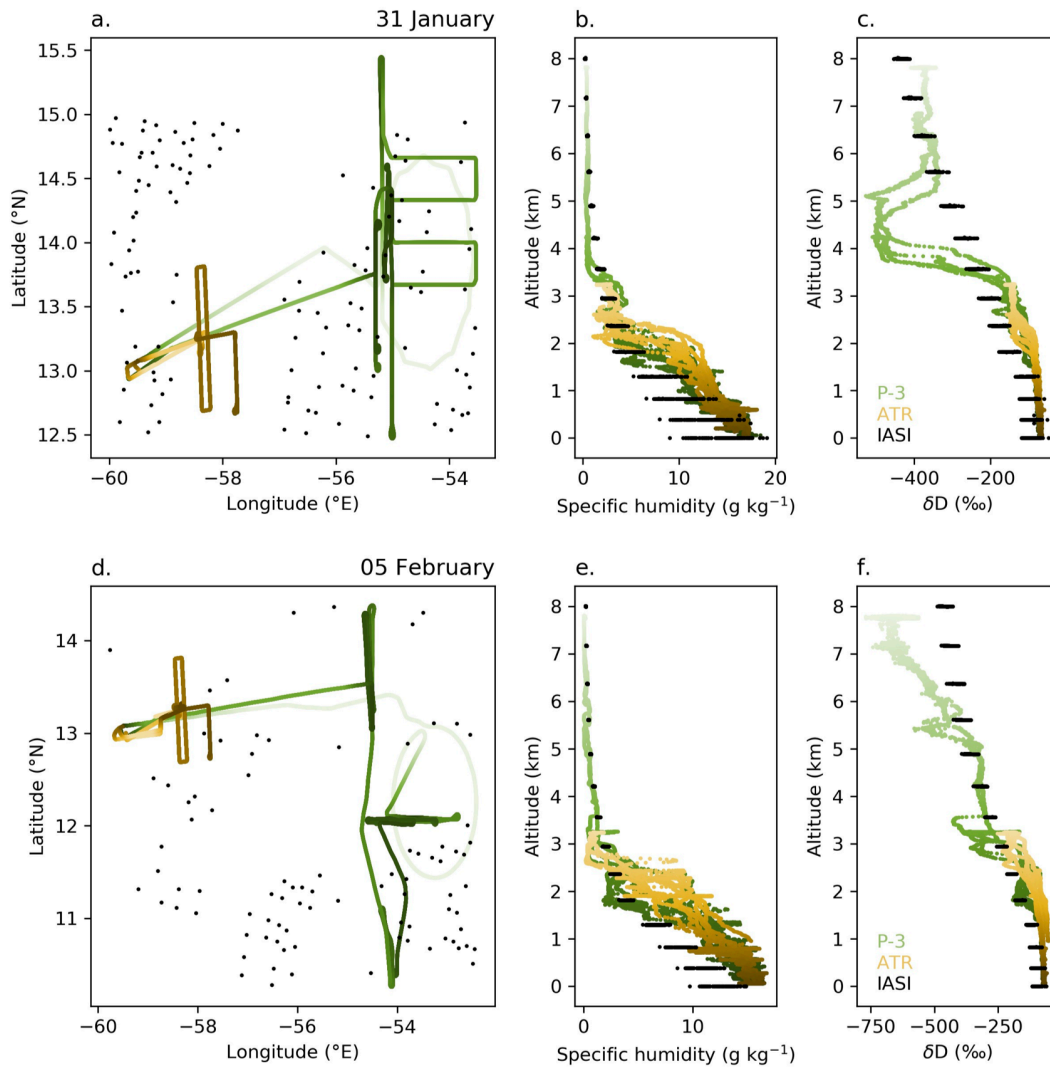 a. 31 January
b.
c.
15.5
15.0
14.5
14.0
13.5
13.0
12.5
Latitude (°N)
−60 −58 −56 −54
Longitude (°E)
8
7
6
5
4
3
2
1
0
Altitude (km)
0 10 20
Specific humidity (g kg⁻¹)
8
7
6
5
4
3
2
1
0
Altitude (km)
P-3
ATR
IASI
−400 −200
δD (‰)
d. 05 February
e.
f.
14
13
12
11
Latitude (°N)
−60 −58 −56 −54
Longitude (°E)
8
7
6
5
4
3
2
1
0
Altitude (km)
0 10
Specific humidity (g kg⁻¹)
8
7
6
5
4
3
2
1
0
Altitude (km)
P-3
ATR
IASI
−750 −500 −250
δD (‰)